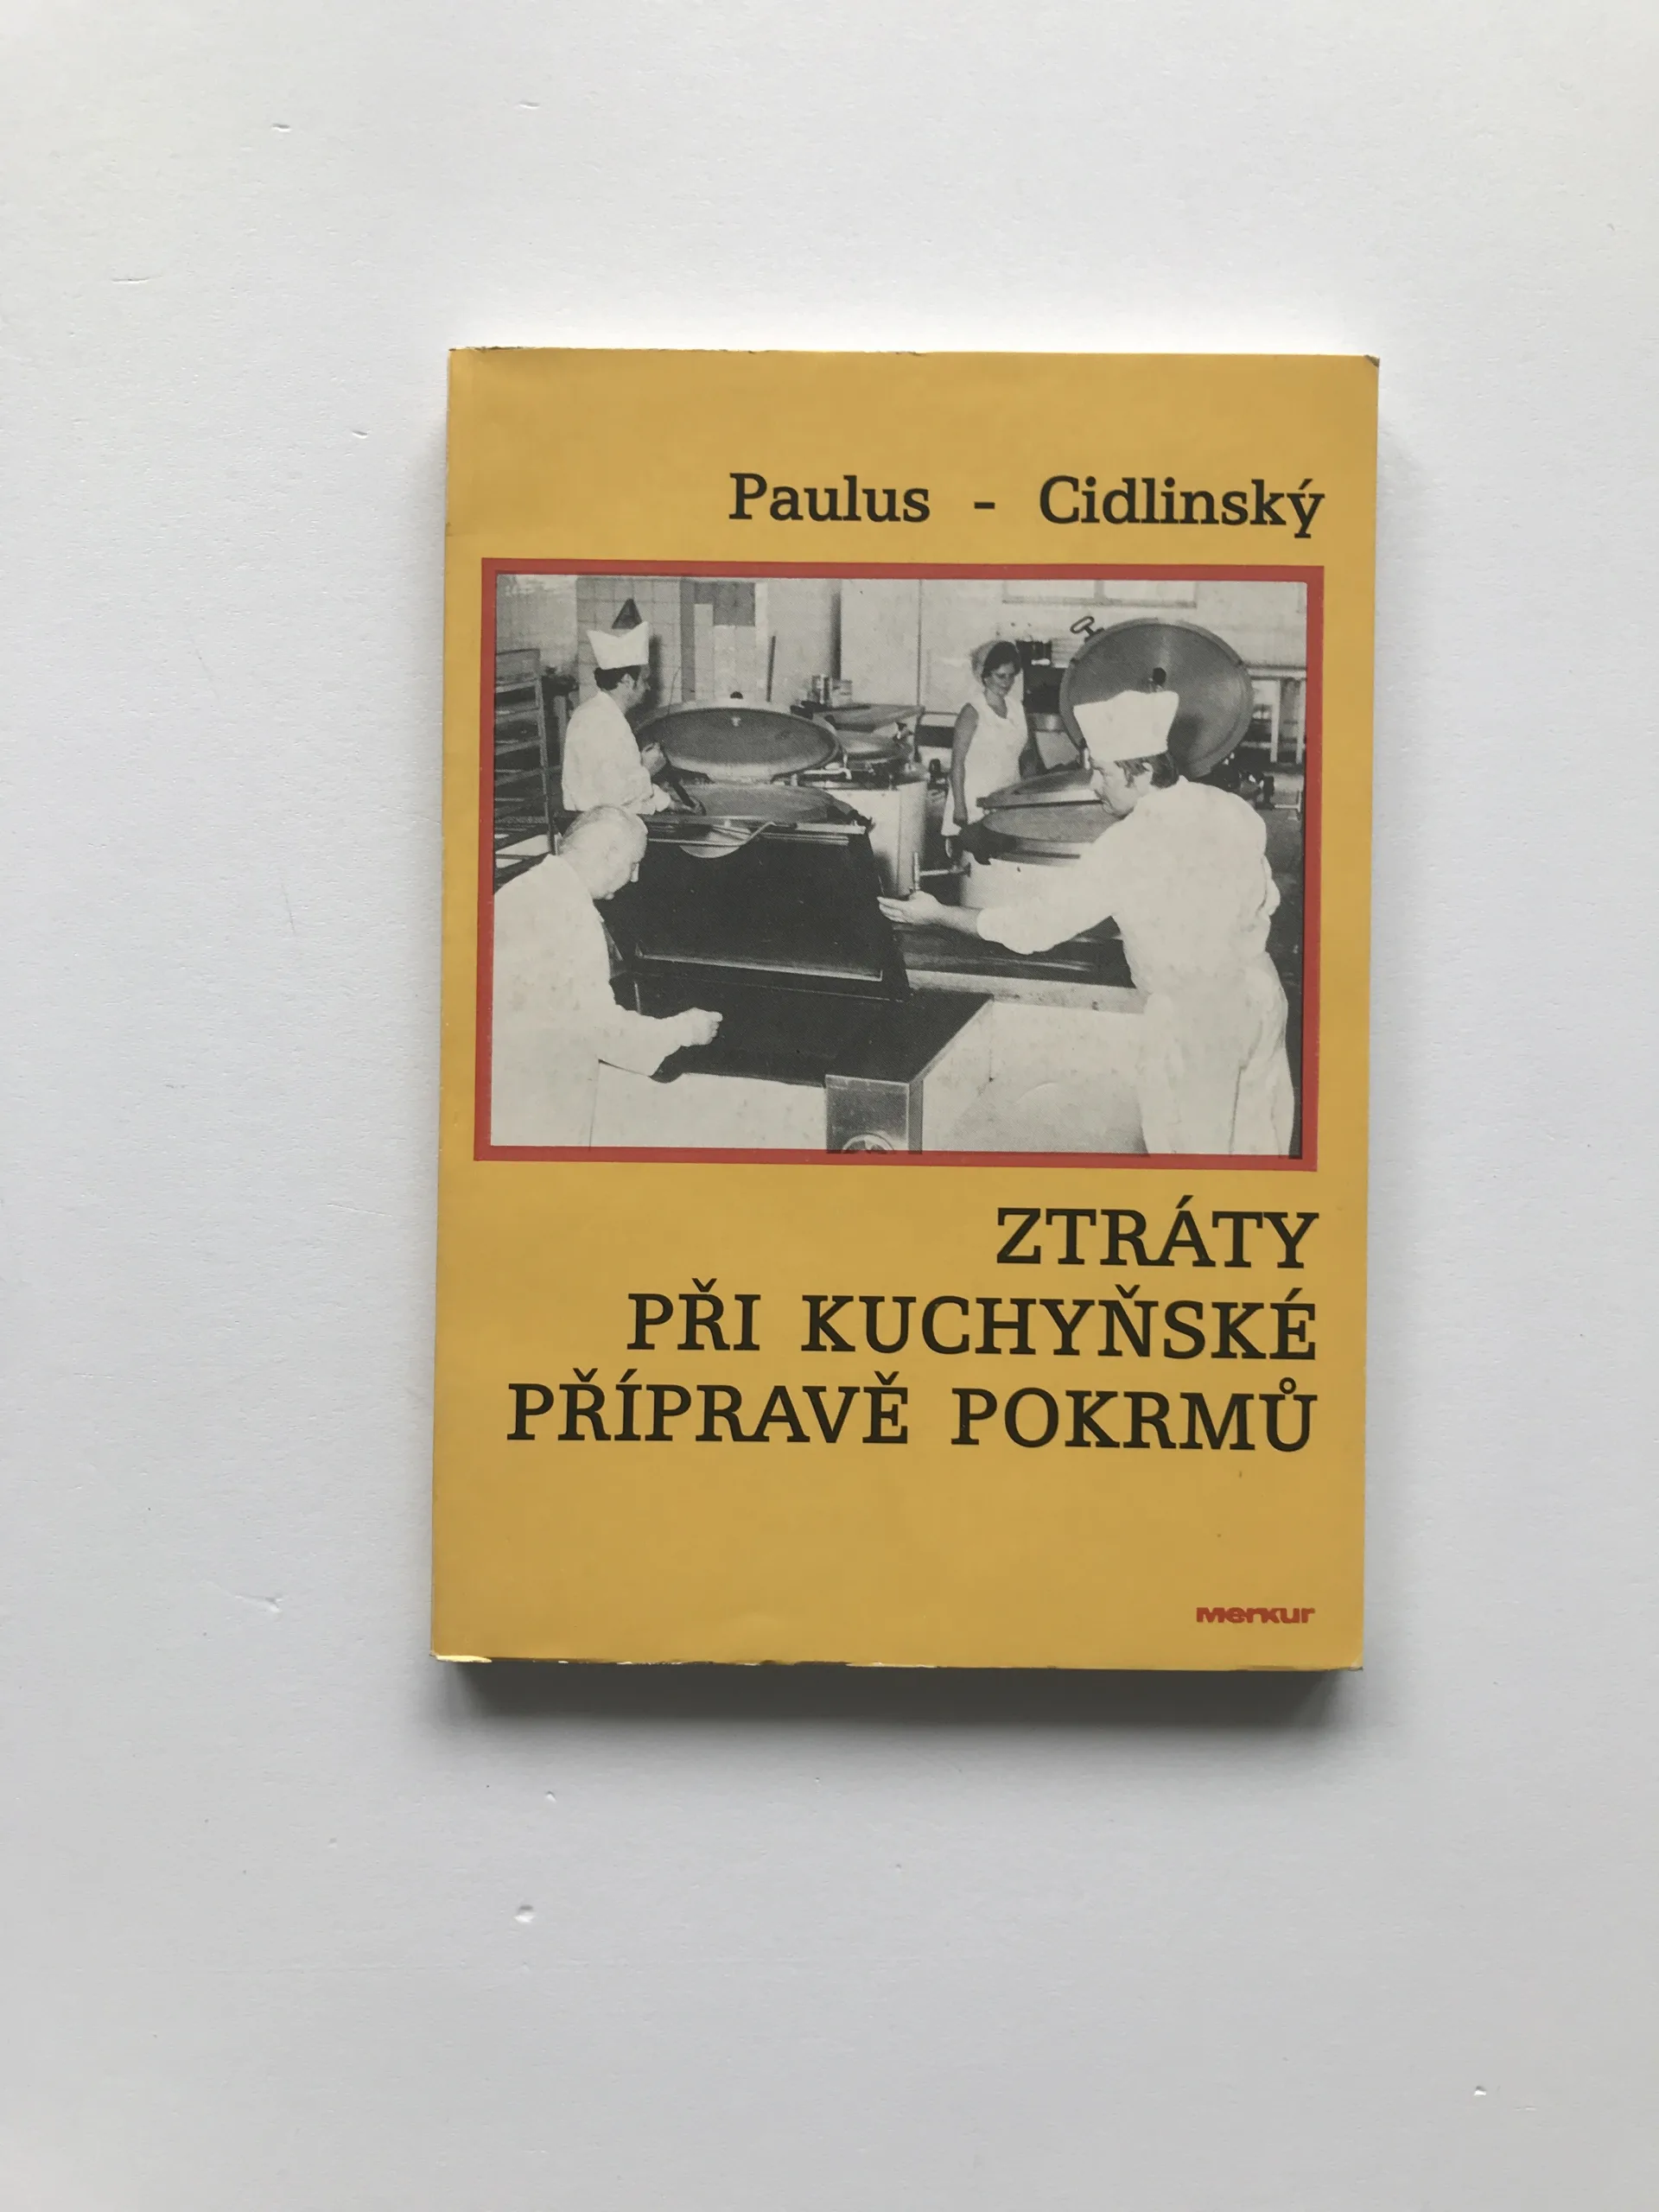 Paulus - Cidlinský
ZTRÁTY
PŘI KUCHYŇSKÉ
PŘÍPRAVĚ POKRMŮ
Merkur